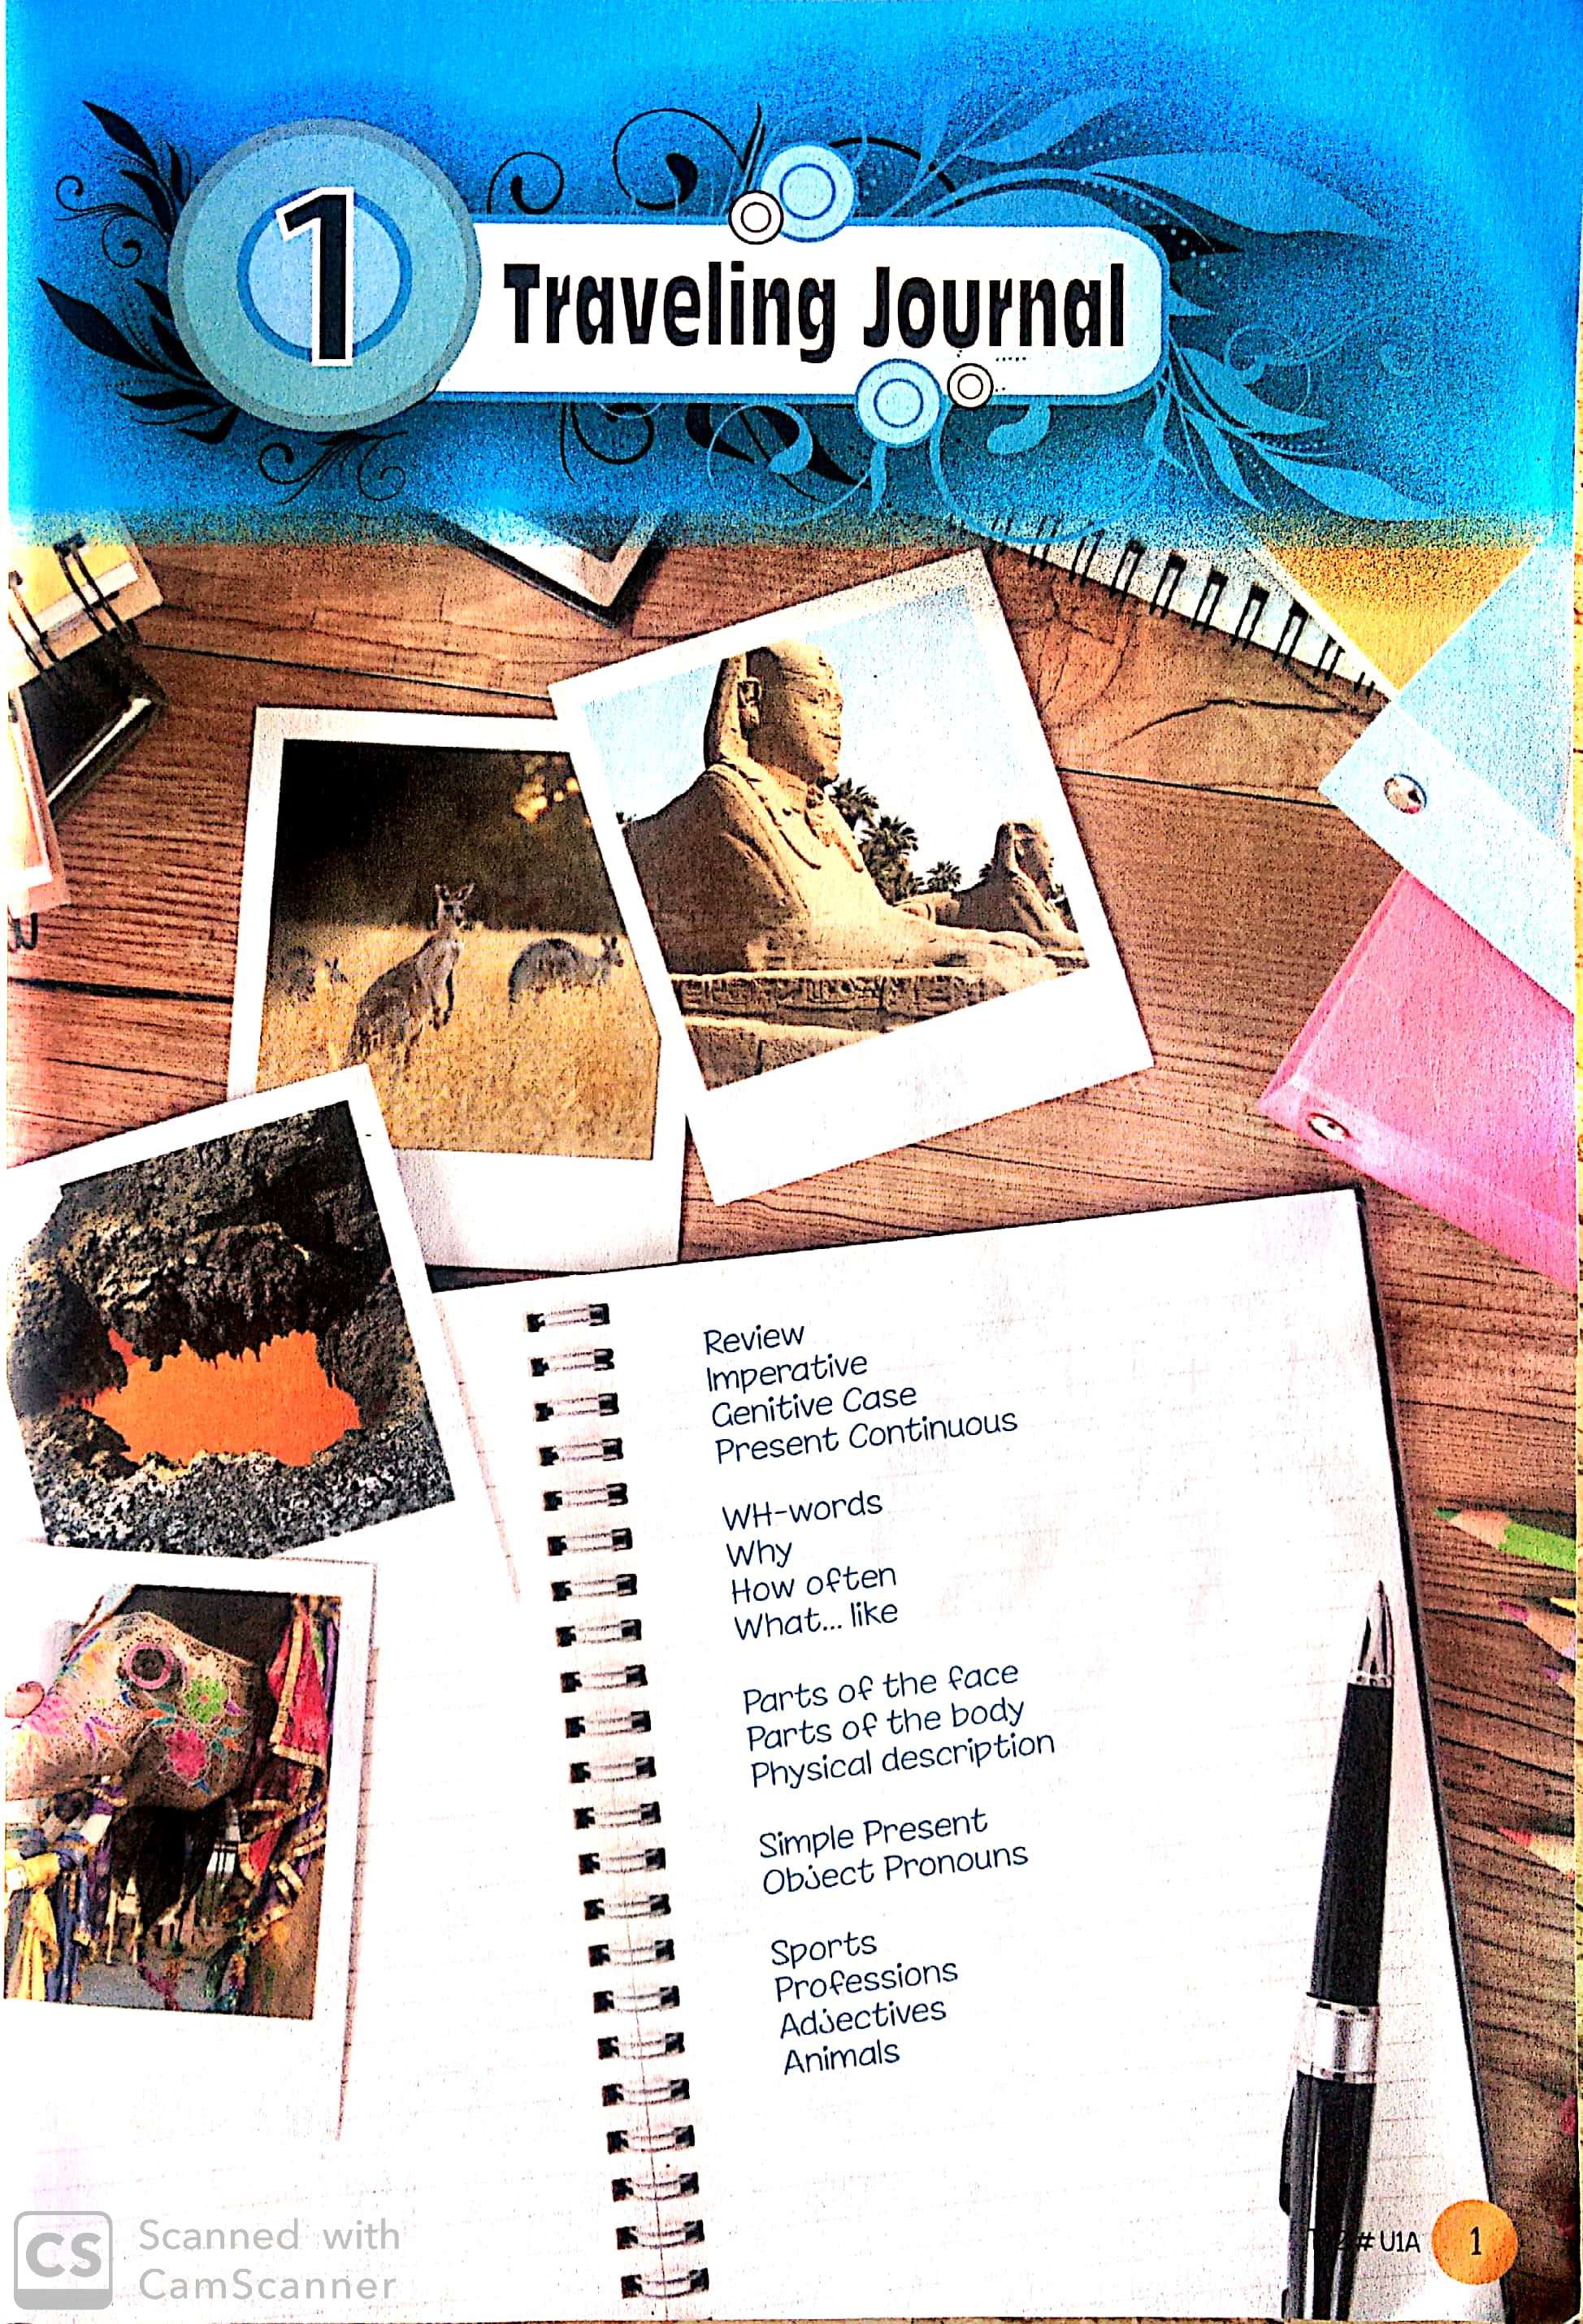 1
Traveling Journal
Review
Imperative
Genitive Case
Present Continuous
WH-words
Why
How often
What... like
Parts of the face
Parts of the body
Physical description
Simple Present
Object Pronouns
Sports
Professions
Adjectives
Animals
# U1A
1
CS
Scanned with
CamScanner